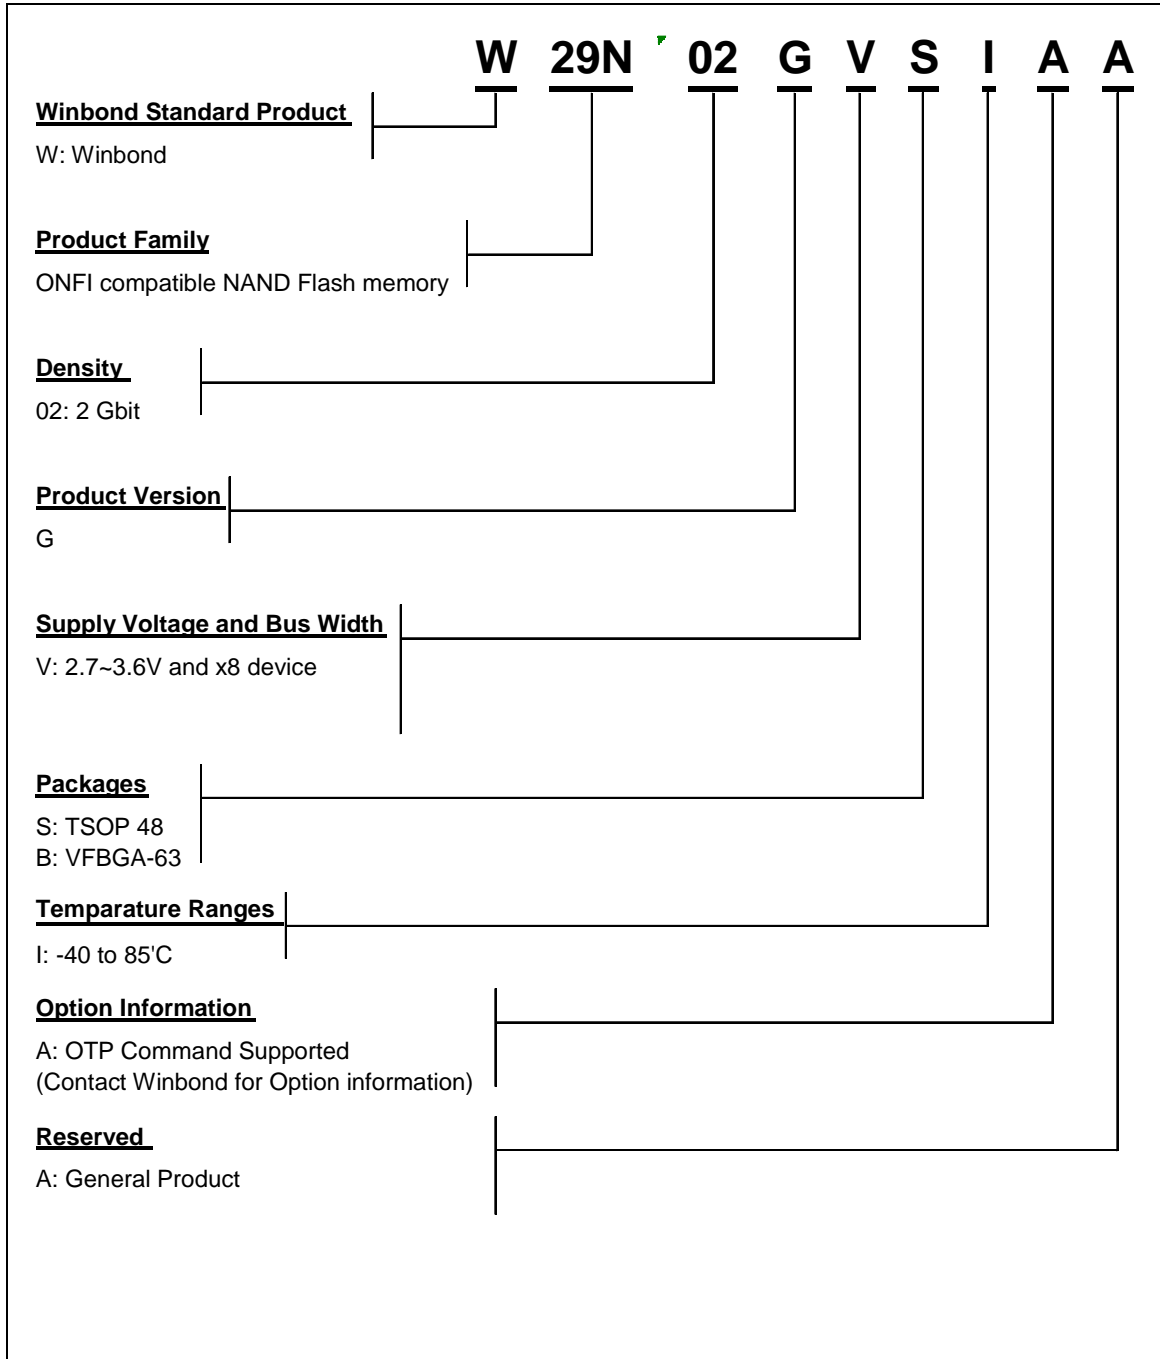 W 29N 02 G V S I A A
Winbond Standard Product
W: Winbond
Product Family
ONFI compatible NAND Flash memory
Density
02: 2 Gbit
Product Version
G
Supply Voltage and Bus Width
V: 2.7~3.6V and x8 device
Packages
S: TSOP 48
B: VFBGA-63
Temparature Ranges
I: -40 to 85'C
Option Information
A: OTP Command Supported
(Contact Winbond for Option information)
Reserved
A: General Product